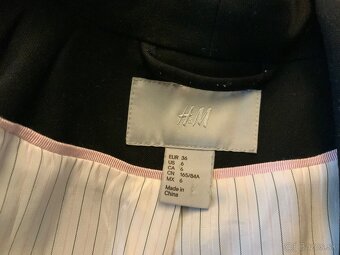 H&M
EUR 36
US 6
CA 6
CN 165/84A
MX 6
Made in
China